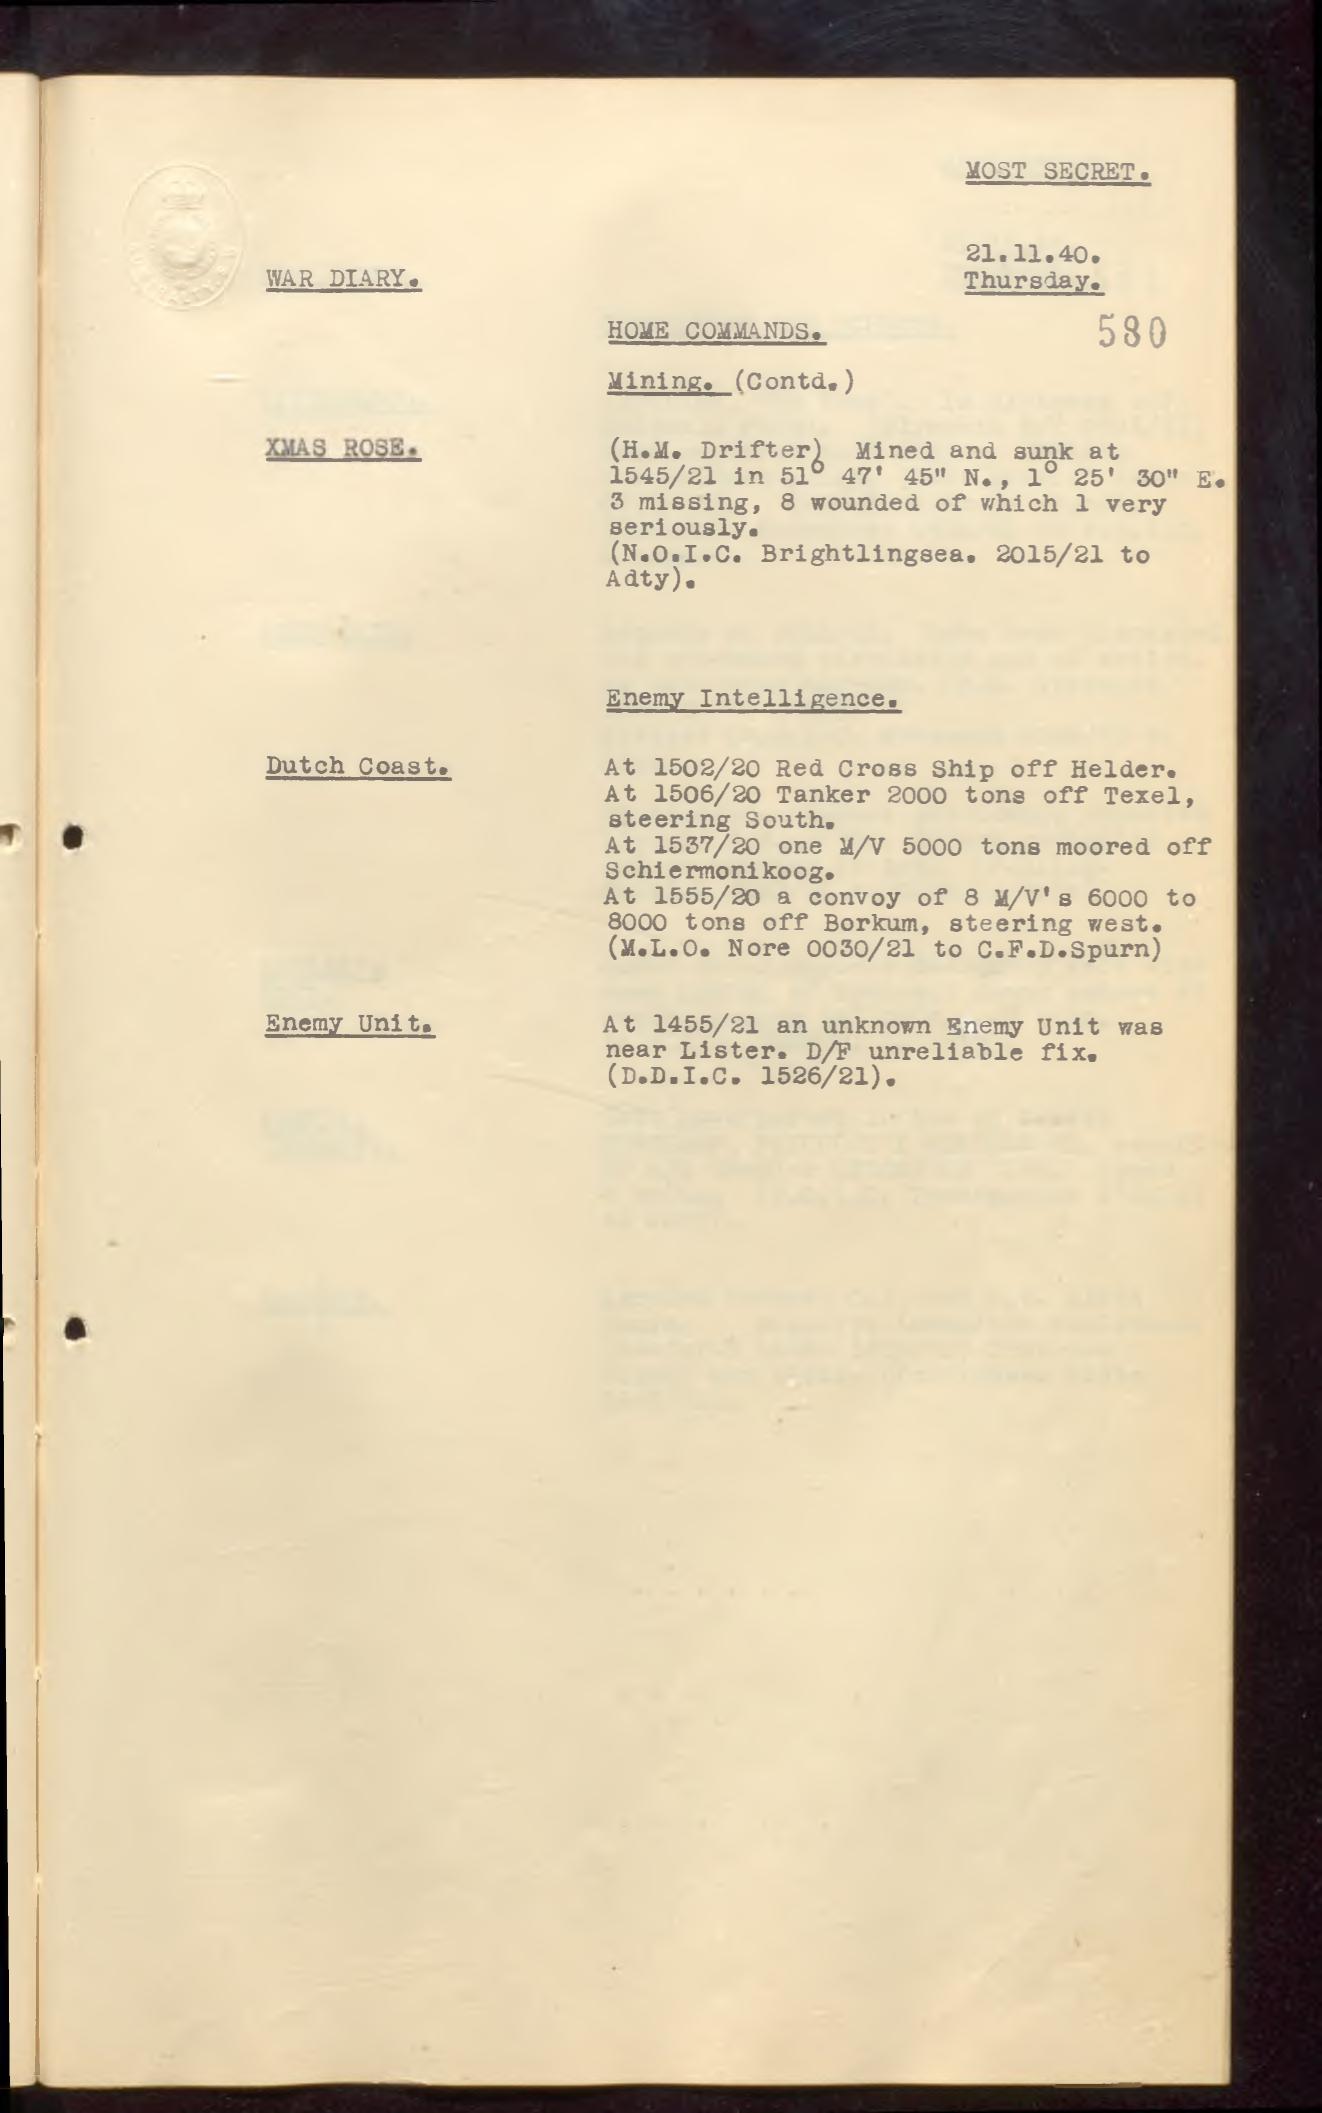 MOST SECRET.
21.11.40.
WAR DIARY.
Thursday.
HOME COMMANDS.
580
Mining. (Contd.)
XMAS ROSE.
(H.M. Drifter) Mined and sunk at
1545/21 in 51° 47' 45" N., 1° 25' 30" E.
3 missing, 8 wounded of which 1 very
seriously.
(N.O.I.C. Brightlingsea. 2015/21 to
Adty).
Enemy Intelligence.
Dutch Coast.
At 1502/20 Red Cross Ship off Helder.
At 1506/20 Tanker 2000 tons off Texel,
steering South.
At 1537/20 one M/V 5000 tons moored off
Schiermonikoog.
At 1555/20 a convoy of 8 M/V's 6000 to
8000 tons off Borkum, steering west.
(M.L.O. Nore 0030/21 to C.F.D.Spurn)
Enemy Unit.
At 1455/21 an unknown Enemy Unit was
near Lister. D/F unreliable fix.
(D.D.I.C. 1526/21).